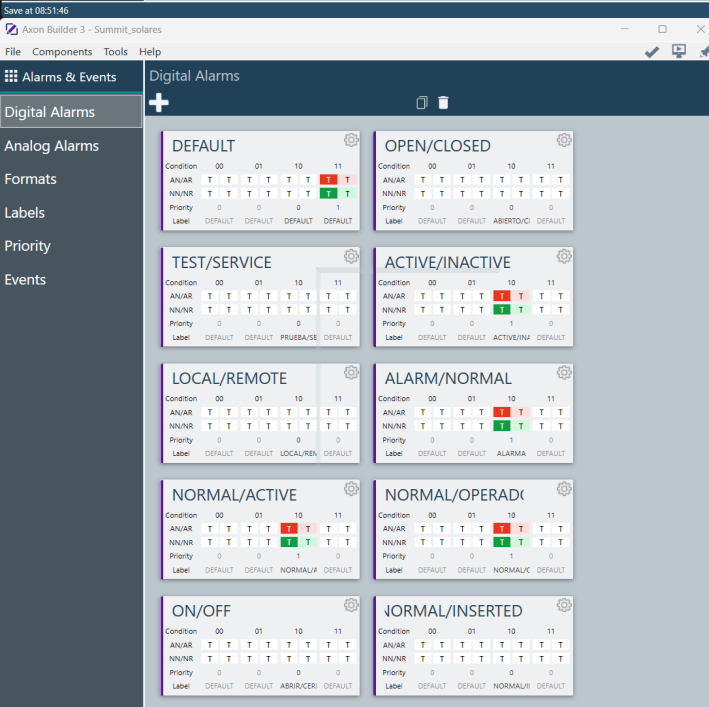 Save at 08:51:46
Axon Builder 3 - Summit_solares
File Components Tools Help
Alarms & Events
Digital Alarms
Analog Alarms
Formats
Labels
Priority
Events
Digital Alarms
DEFAULT
Condition 00 01 10 11
AN/AR T T T T T T T T
NN/NR T T T T T T T T
Priority 0 0 0 1
Label DEFAULT DEFAULT DEFAULT DEFAULT
OPEN/CLOSED
Condition 00 01 10 11
AN/AR T T T T T T T T
NN/NR T T T T T T T T
Priority 0 0 0 0
Label DEFAULT DEFAULT ABIERTO/CI DEFAULT
TEST/SERVICE
Condition 00 01 10 11
AN/AR T T T T T T T T
NN/NR T T T T T T T T
Priority 0 0 0 0
Label DEFAULT DEFAULT PRUEBA/SE DEFAULT
ACTIVE/INACTIVE
Condition 00 01 10 11
AN/AR T T T T T T T T
NN/NR T T T T T T T T
Priority 0 0 1 0
Label DEFAULT DEFAULT ACTIVE/INA DEFAULT
LOCAL/REMOTE
Condition 00 01 10 11
AN/AR T T T T T T T T
NN/NR T T T T T T T T
Priority 0 0 0 0
Label DEFAULT DEFAULT LOCAL/REM DEFAULT
ALARM/NORMAL
Condition 00 01 10 11
AN/AR T T T T T T T T
NN/NR T T T T T T T T
Priority 0 0 1 0
Label DEFAULT DEFAULT ALARMA DEFAULT
NORMAL/ACTIVE
Condition 00 01 10 11
AN/AR T T T T T T T T
NN/NR T T T T T T T T
Priority 0 0 1 0
Label DEFAULT DEFAULT NORMAL/A DEFAULT
NORMAL/OPERADO
Condition 00 01 10 11
AN/AR T T T T T T T T
NN/NR T T T T T T T T
Priority 0 0 1 0
Label DEFAULT DEFAULT NORMAL/C DEFAULT
ON/OFF
Condition 00 01 10 11
AN/AR T T T T T T T T
NN/NR T T T T T T T T
Priority 0 0 0 0
Label DEFAULT DEFAULT ABRIR/CERI DEFAULT
NORMAL/INSERTED
Condition 00 01 10 11
AN/AR T T T T T T T T
NN/NR T T T T T T T T
Priority 0 0 0 0
Label DEFAULT DEFAULT NORMAL/II DEFAULT